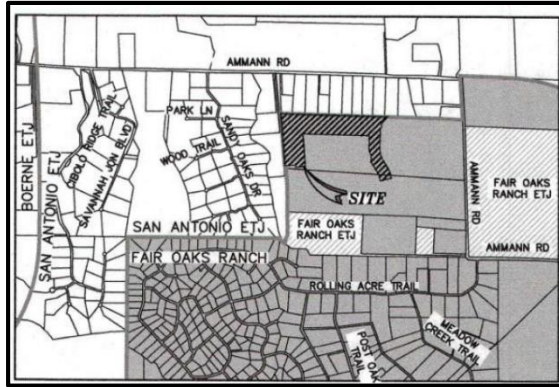 AMMANN RD
PARK LN
WOOD TRAIL
SANDY OAKS DR
CIBOLO RIDGE TRAIL
SAVANNAH JON BLVD
BOERNE ETJ
SAN ANTONIO ETJ
SITE
AMMANN RD
FAIR OAKS
RANCH ETJ
SAN ANTONIO ETJ
FAIR OAKS
RANCH ETJ
AMMANN RD
FAIR OAKS RANCH
ROLLING ACRE TRAIL
POST OAK
TRAIL
MEADOW
CREEK TRAIL